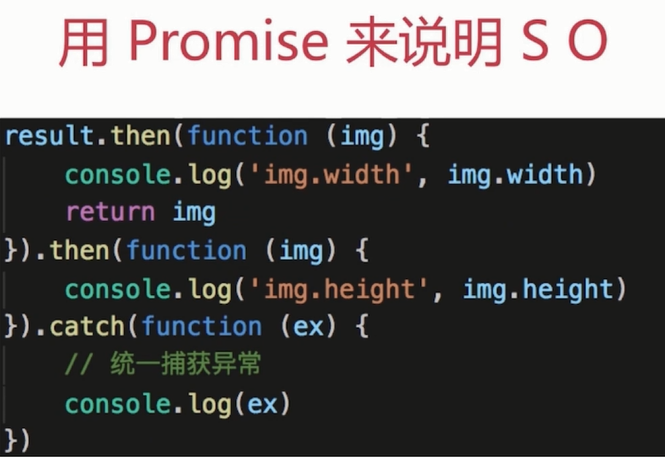 用 Promise 来说明 S O
result.then(function (img) {
    console.log('img.width', img.width)
    return img
}).then(function (img) {
    console.log('img.height', img.height)
}).catch(function (ex) {
    // 统一捕获异常
    console.log(ex)
})